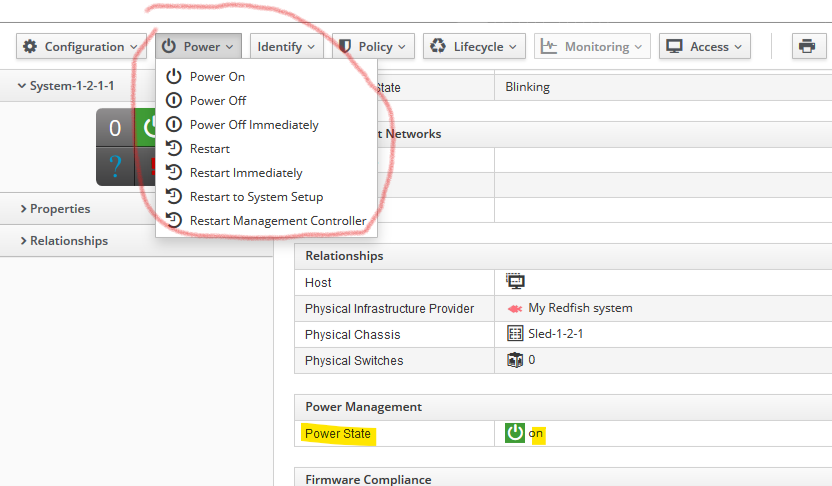 Configuration Power Identify Policy Lifecycle Monitoring Access
System-1-2-1-1
State Blinking
0
?
Power On
Power Off
Power Off Immediately
Restart
Restart Immediately
Restart to System Setup
Restart Management Controller
Networks
Properties
Relationships
Relationships
Host
Physical Infrastructure Provider My Redfish system
Physical Chassis Sled-1-2-1
Physical Switches 0
Power Management
Power State on
Firmware Compliance